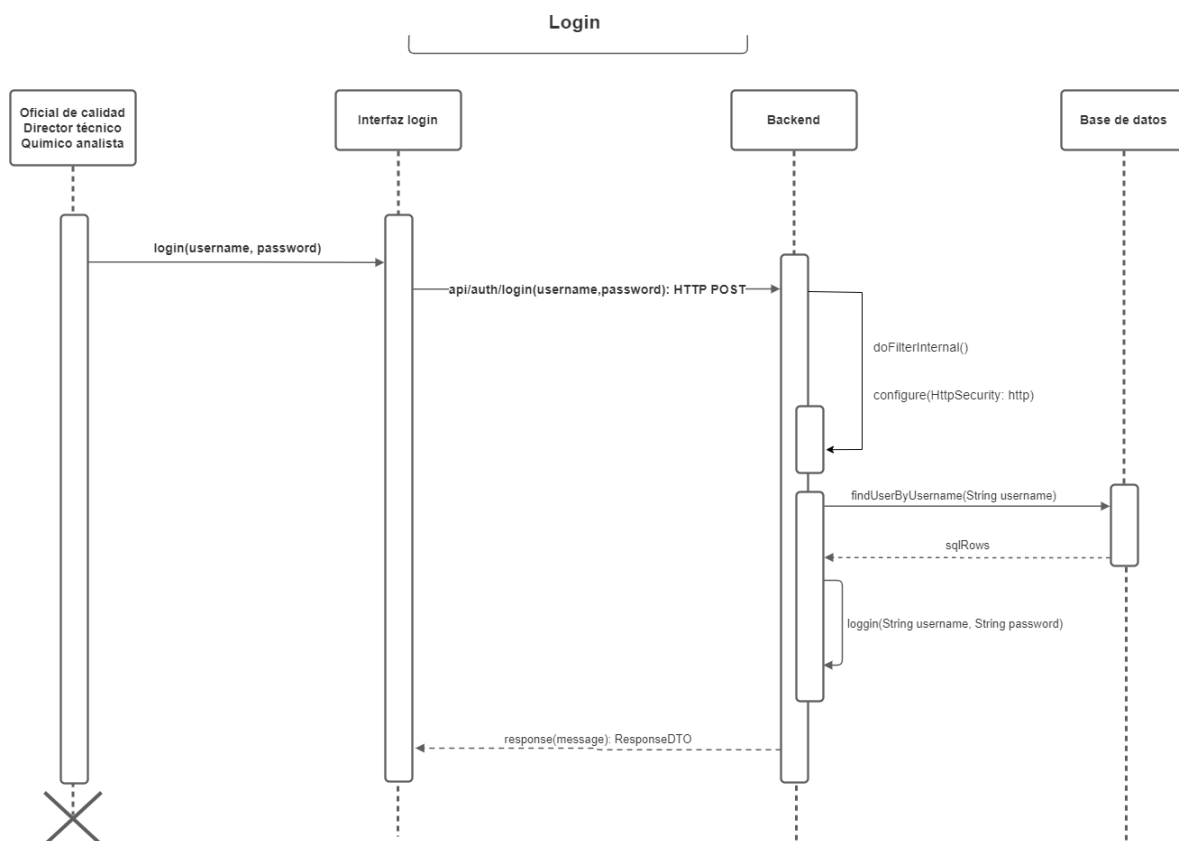 Login
Oficial de calidad
Director técnico
Quimico analista
Interfaz login
Backend
Base de datos
login(username, password)
api/auth/login(username,password): HTTP POST
doFilterInternal()
configure(HttpSecurity: http)
findUserByUsername(String username)
sqlRows
loggin(String username, String password)
response(message): ResponseDTO